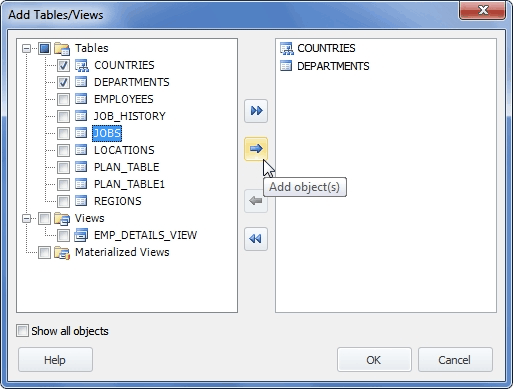 Add Tables/Views
Tables
COUNTRIES
DEPARTMENTS
EMPLOYEES
JOB_HISTORY
JOBS
LOCATIONS
PLAN_TABLE
PLAN_TABLE1
REGIONS
Views
EMP_DETAILS_VIEW
Materialized Views
COUNTRIES
DEPARTMENTS
Add object(s)
Show all objects
Help
OK
Cancel